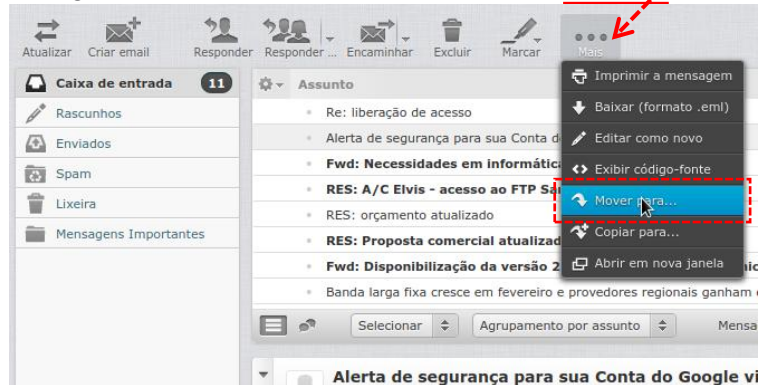 Atualizar Criar email Responder Responder ... Encaminhar Excluir Marcar Mais
Caixa de entrada 11
Rascunhos
Enviados
Spam
Lixeira
Mensagens Importantes
Assunto
Re: liberação de acesso
Alerta de segurança para sua Conta d
Fwd: Necessidades em informátic
RES: A/C Elvis - acesso ao FTP Sa
RES: orçamento atualizado
RES: Proposta comercial atualizad
Fwd: Disponibilização da versão 2
Banda larga fixa cresce em fevereiro e provedores regionais ganham
Imprimir a mensagem
Baixar (formato .eml)
Editar como novo
Exibir código-fonte
Mover para...
Copiar para...
Abrir em nova janela
Selecionar Agrupamento por assunto Mensa
Alerta de segurança para sua Conta do Google vi